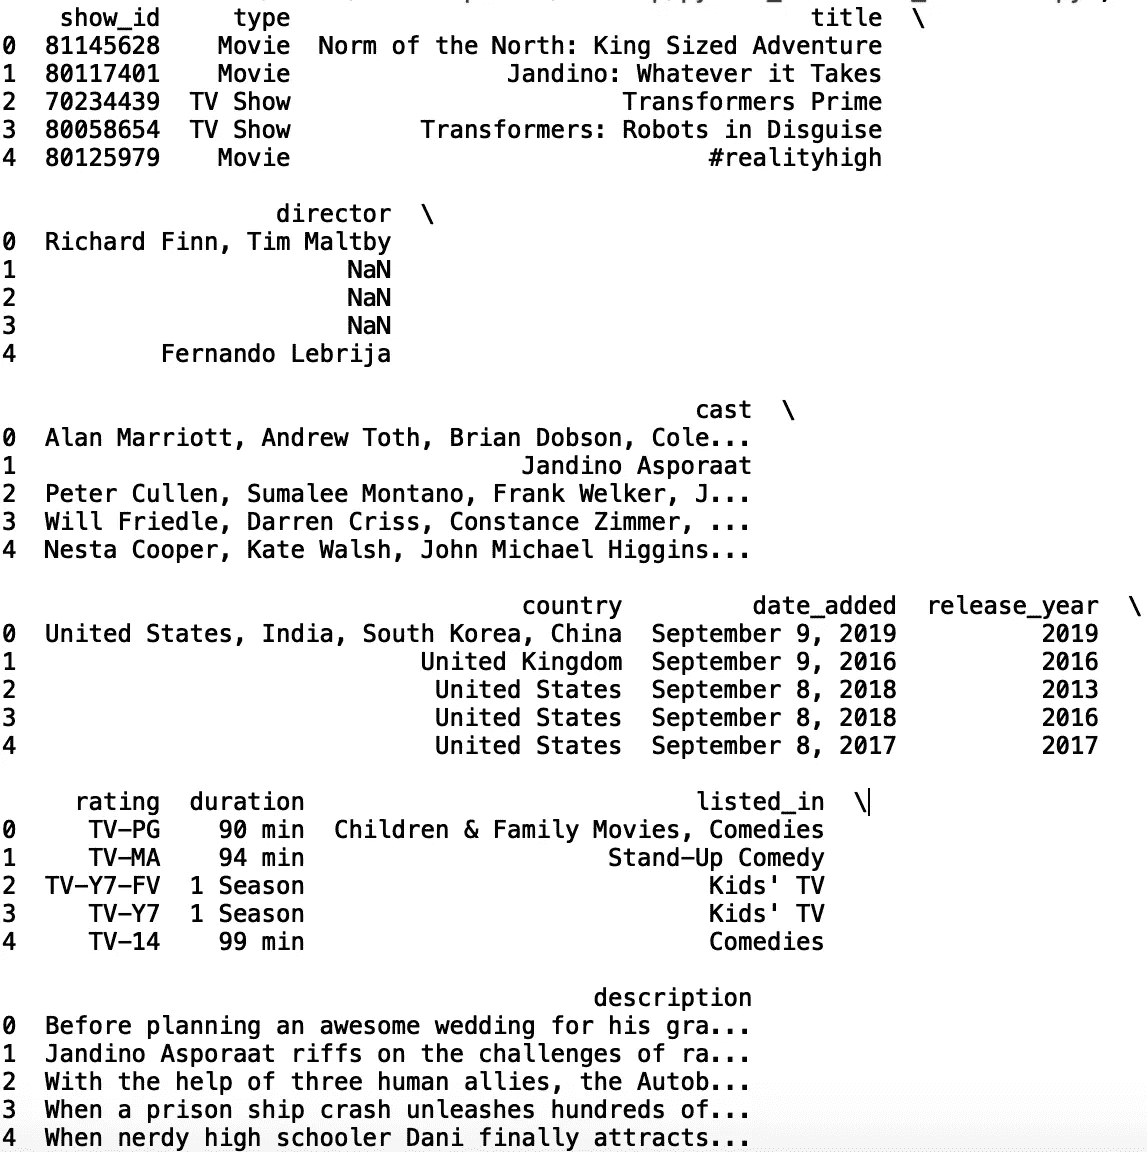 show_id type title \
0 81145628 Movie Norm of the North: King Sized Adventure
1 80117401 Movie Jandino: Whatever it Takes
2 70234439 TV Show Transformers Prime
3 80058654 TV Show Transformers: Robots in Disguise
4 80125979 Movie #realityhigh
director \
0 Richard Finn, Tim Maltby
1 NaN
2 NaN
3 NaN
4 Fernando Lebrija
cast \
0 Alan Marriott, Andrew Toth, Brian Dobson, Cole...
1 Jandino Asporaat
2 Peter Cullen, Sumalee Montano, Frank Welker, J...
3 Will Friedle, Darren Criss, Constance Zimmer, ...
4 Nesta Cooper, Kate Walsh, John Michael Higgins...
country date_added release_year \
0 United States, India, South Korea, China September 9, 2019 2019
1 United Kingdom September 9, 2016 2016
2 United States September 8, 2018 2013
3 United States September 8, 2018 2016
4 United States September 8, 2017 2017
rating duration listed_in \
0 TV-PG 90 min Children & Family Movies, Comedies
1 TV-MA 94 min Stand-Up Comedy
2 TV-Y7-FV 1 Season Kids' TV
3 TV-Y7 1 Season Kids' TV
4 TV-14 99 min Comedies
description
0 Before planning an awesome wedding for his gra...
1 Jandino Asporaat riffs on the challenges of ra...
2 With the help of three human allies, the Autob...
3 When a prison ship crash unleashes hundreds of...
4 When nerdy high schooler Dani finally attracts...